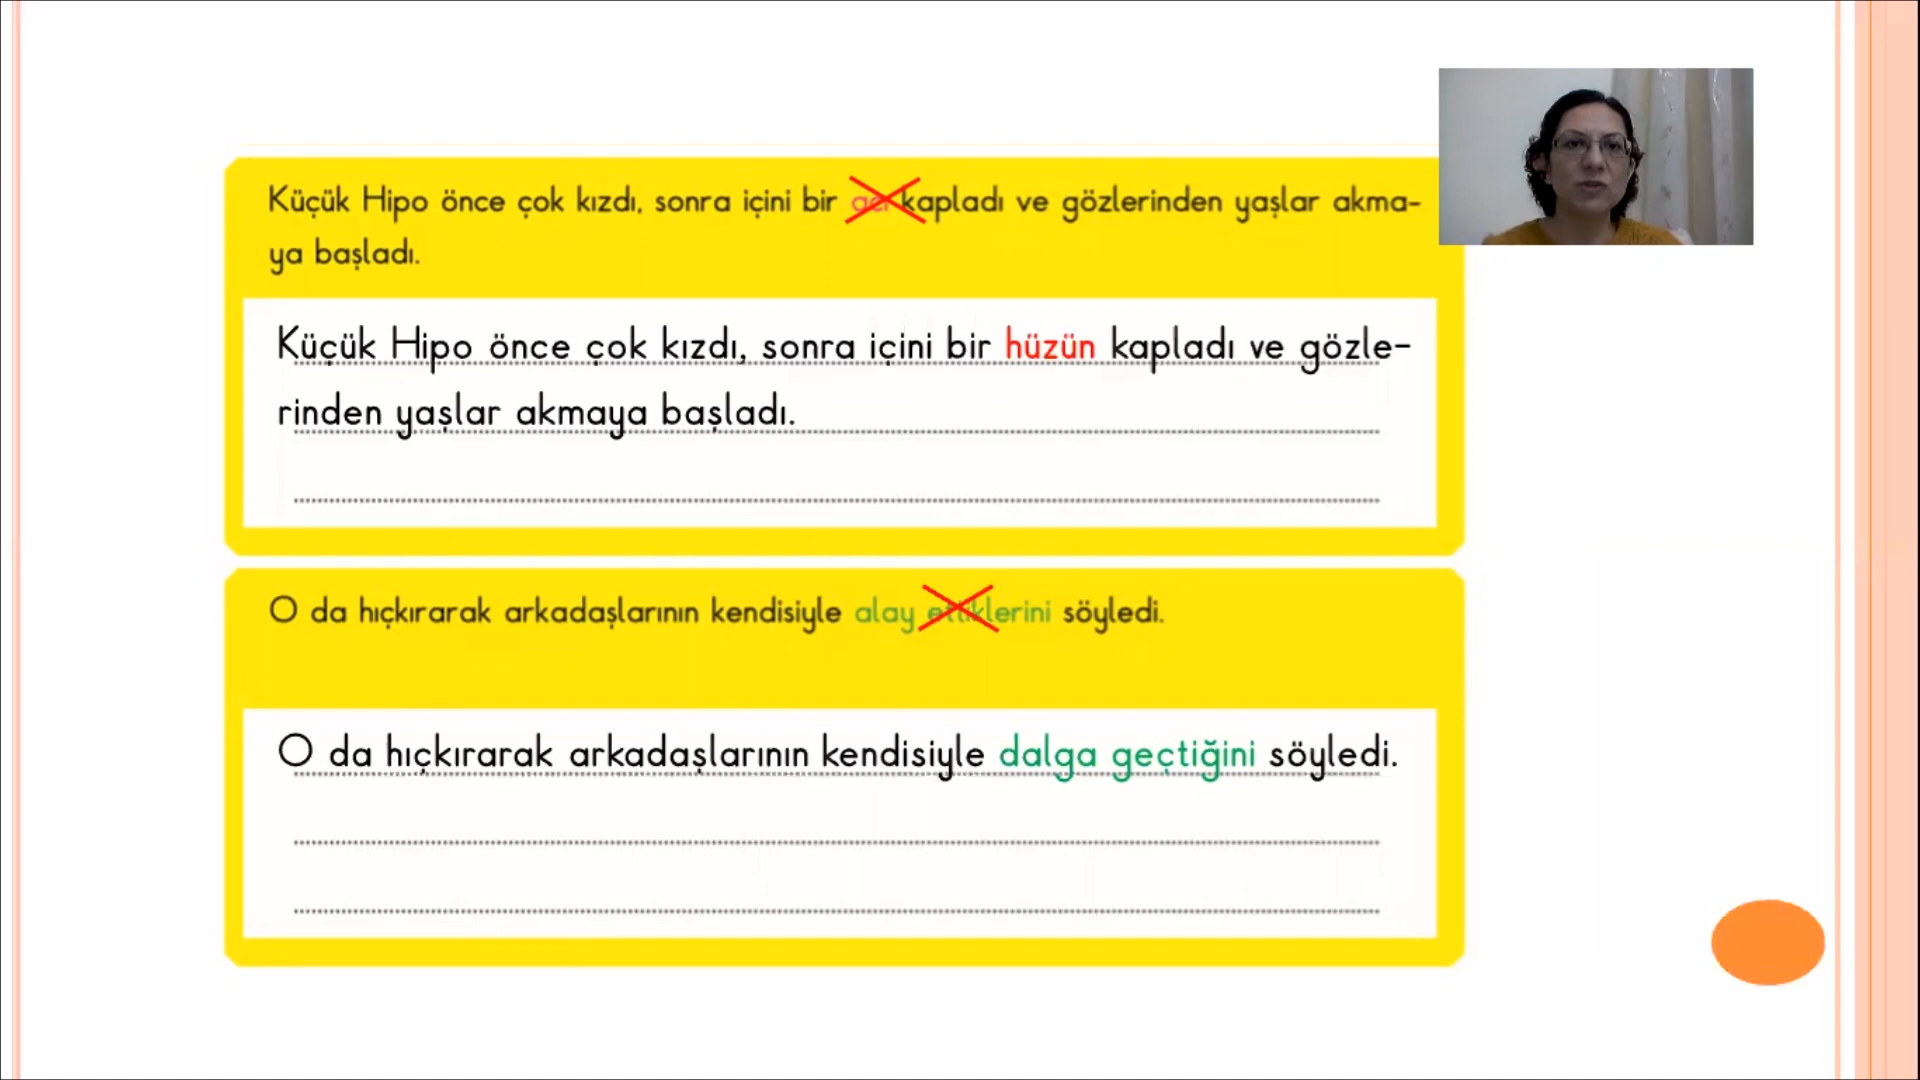 Küçük Hipo önce çok kızdı, sonra içini bir acı kapladı ve gözlerinden yaşlar akma-
ya başladı.
Küçük Hipo önce çok kızdı, sonra içini bir hüzün kapladı ve gözle-
rinden yaşlar akmaya başladı.
O da hıçkırarak arkadaşlarının kendisiyle alay ettiklerini söyledi.
O da hıçkırarak arkadaşlarının kendisiyle dalga geçtiğini söyledi.